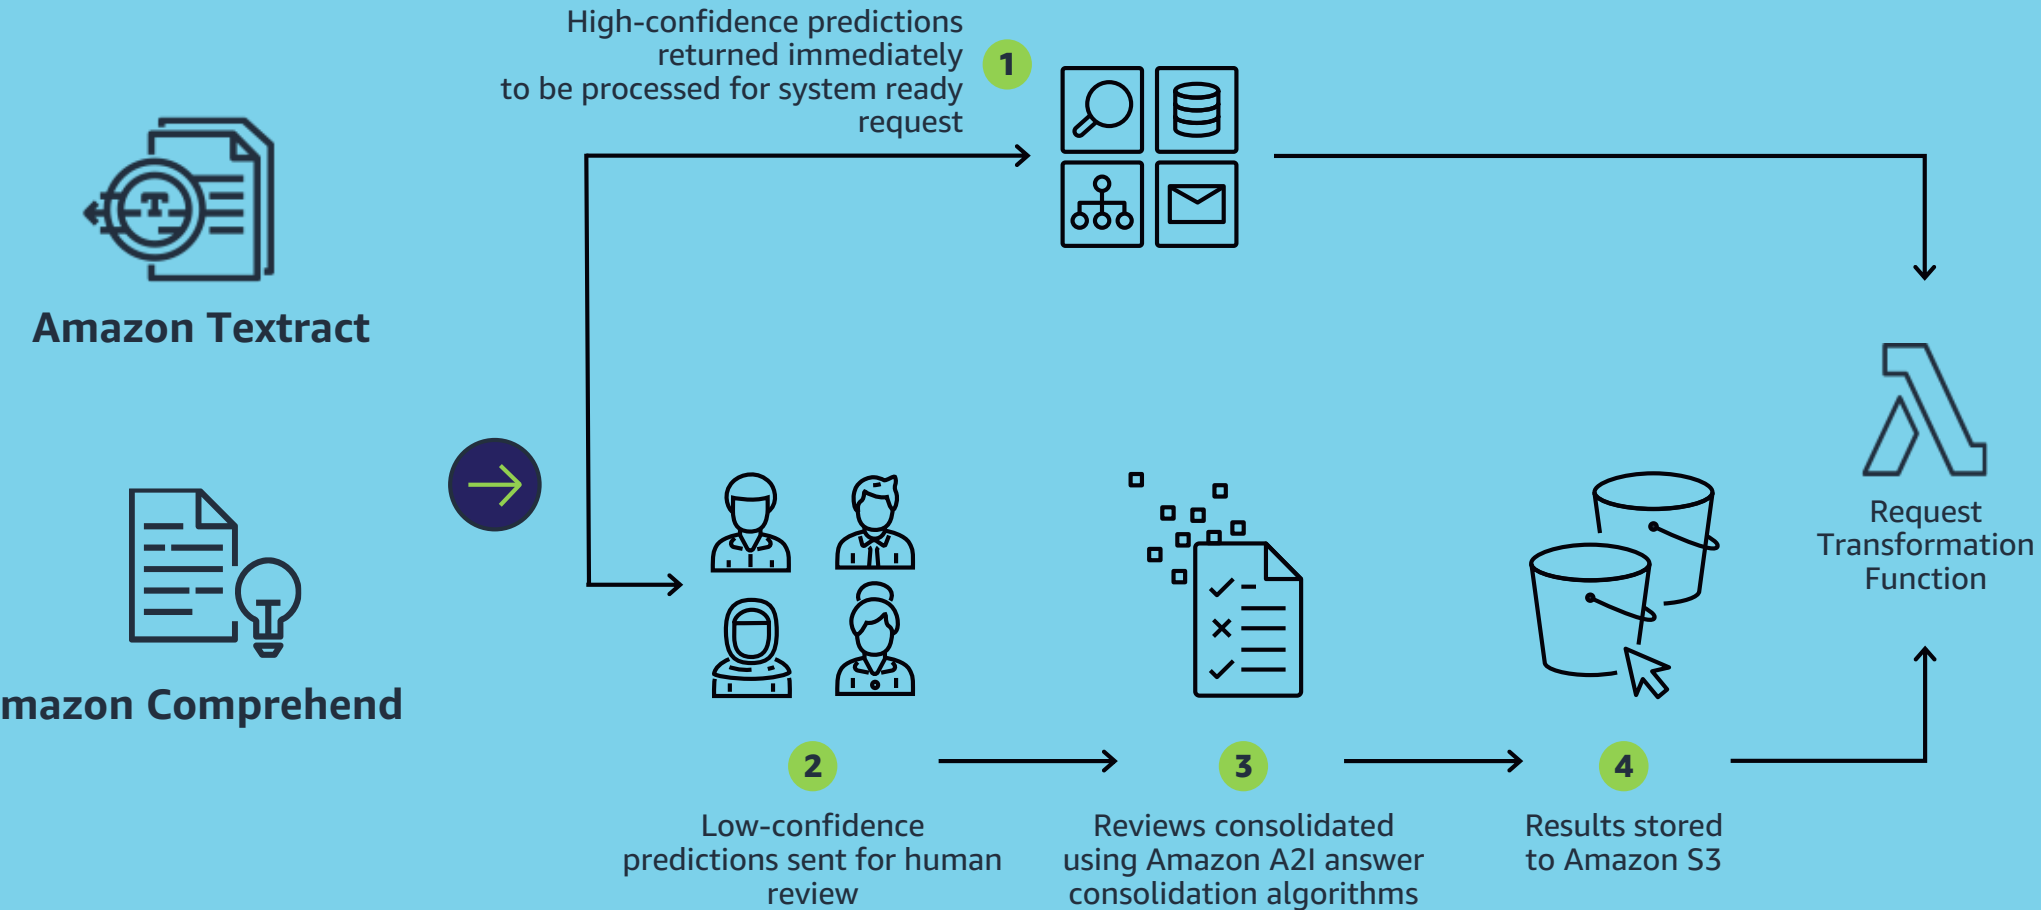 High-confidence predictions
returned immediately
to be processed for system ready
request
1
T
Amazon Textract
mazon Comprehend
Request
Transformation
Function
2
Low-confidence
predictions sent for human
review
3
Reviews consolidated
using Amazon A2I answer
consolidation algorithms
4
Results stored
to Amazon S3